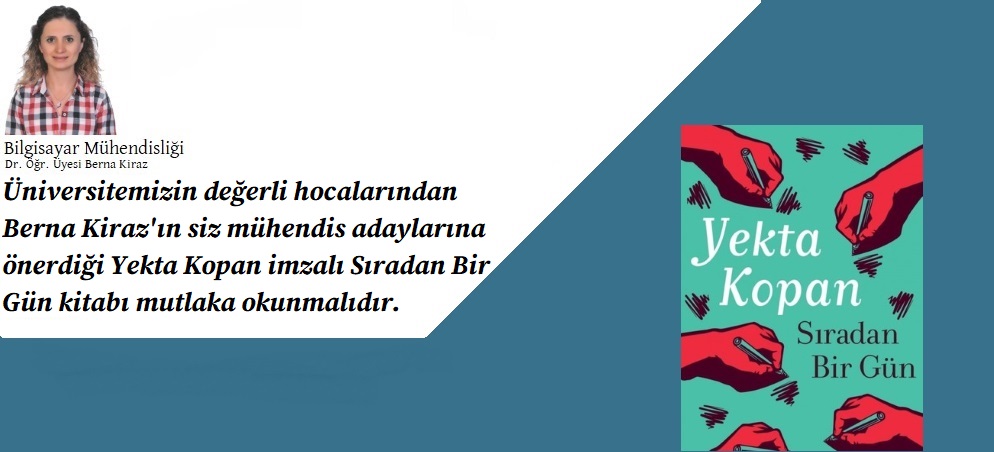 Bilgisayar Mühendisliği
Dr. Öğr. Üyesi Berna Kiraz
Üniversitemizin değerli hocalarından
Berna Kiraz'ın siz mühendis adaylarına
önerdiği Yekta Kopan imzalı Sıradan Bir
Gün kitabı mutlaka okunmalıdır.
Yekta
Kopan
Sıradan
Bir Gün